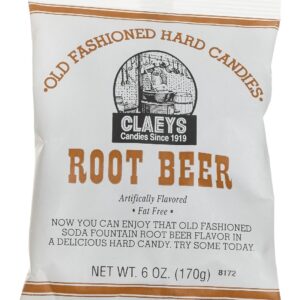 •OLD FASHIONED HARD CANDIES•
CLAEYS
Candies Since 1919
ROOT BEER
Artifically Flavored
• Fat Free •
NOW YOU CAN ENJOY THAT OLD FASHIONED
SODA FOUNTAIN ROOT BEER FLAVOR IN
A DELICIOUS HARD CANDY. TRY SOME TODAY
NET WT. 6 OZ. (170g) 8172